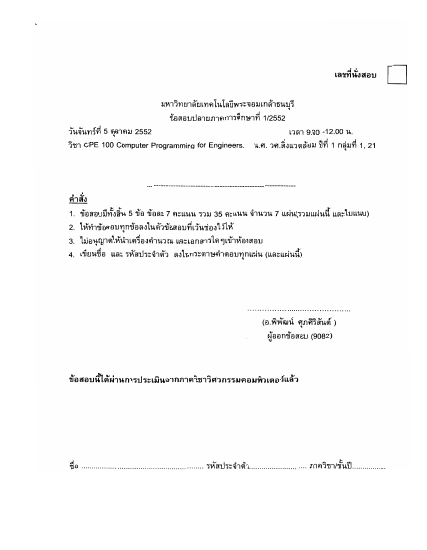 เลขที่นั่งสอบ
มหาวิทยาลัยเทคโนโลยีพระจอมเกล้าธนบุรี
ข้อสอบปลายภาคการศึกษาที่ 1/2552
วันจันทร์ที่ 5 ตุลาคม 2552 เวลา 9.00 -12.00 น.
วิชา CPE 100 Computer Programming for Engineers. น.ศ. วศ.สิ่งแวดล้อม ปีที่ 1 กลุ่มที่ 1, 21
คำสั่ง
1. ข้อสอบมีทั้งสิ้น 5 ข้อ ข้อละ 7 คะแนน รวม 35 คะแนน จำนวน 7 แผ่น(รวมแผ่นนี้ และใบแนบ)
2. ให้ทำข้อสอบทุกข้อลงในตัวข้อสอบที่เว้นช่องไว้ให้
3. ไม่อนุญาตให้นำเครื่องคำนวณ และเอกสารใดๆเข้าห้องสอบ
4. เขียนชื่อ และ รหัสประจำตัว ลงในกระดาษคำตอบทุกแผ่น (และแผ่นนี้)
(อ.พิพัฒน์ ศุภศิริสันต์ )
ผู้ออกข้อสอบ (9082)
ข้อสอบนี้ได้ผ่านการประเมินจากภาควิชาวิศวกรรมคอมพิวเตอร์แล้ว
ชื่อ ................................................ รหัสประจำตัว........................ ภาควิชา/ชั้นปี..............